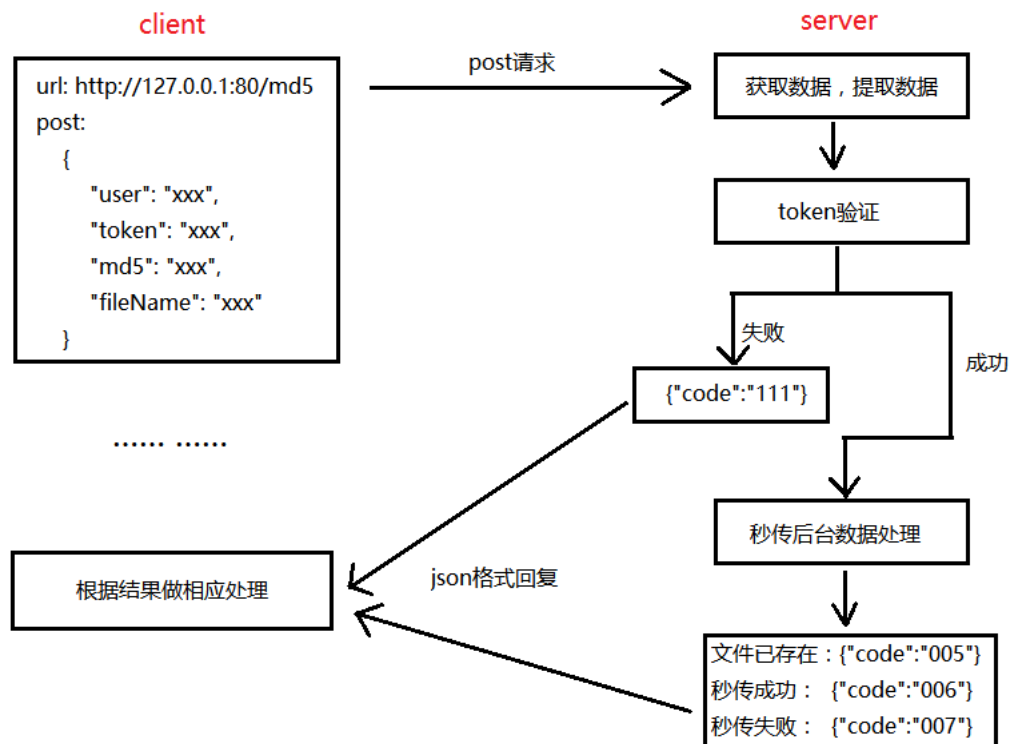 client
server
url: http://127.0.0.1:80/md5
post:
{
"user": "xxx",
"token": "xxx",
"md5": "xxx",
"fileName": "xxx"
}
post请求
获取数据，提取数据
token验证
失败
成功
{"code":"111"}
...... ......
秒传后台数据处理
json格式回复
根据结果做相应处理
文件已存在：{"code":"005"}
秒传成功： {"code":"006"}
秒传失败： {"code":"007"}